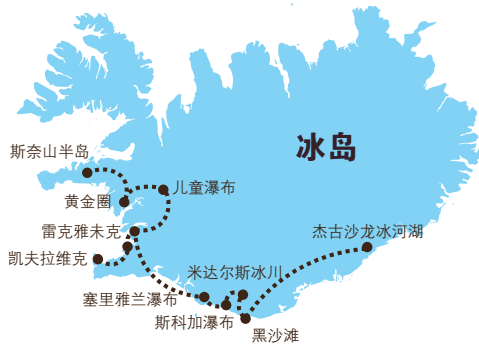 冰岛
斯奈山半岛
儿童瀑布
黄金圈
雷克雅未克
杰古沙龙冰河湖
凯夫拉维克
米达尔斯冰川
塞里雅兰瀑布
斯科加瀑布
黑沙滩